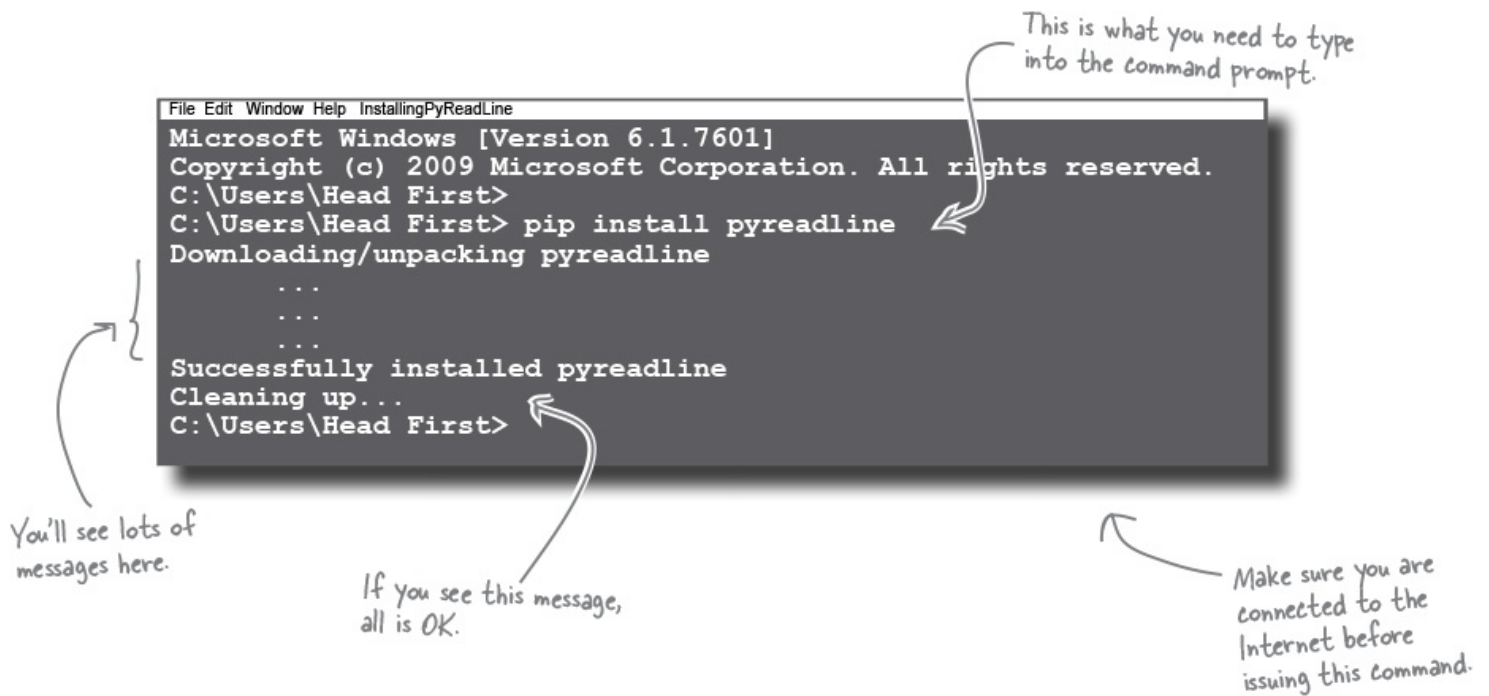 This is what you need to type
into the command prompt.
File Edit Window Help InstallingPyReadLine
Microsoft Windows [Version 6.1.7601]
Copyright (c) 2009 Microsoft Corporation. All rights reserved.
C:\Users\Head First>
C:\Users\Head First> pip install pyreadline
Downloading/unpacking pyreadline
...
...
...
Successfully installed pyreadline
Cleaning up...
C:\Users\Head First>
You'll see lots of
messages here.
If you see this message,
all is OK.
Make sure you are
connected to the
Internet before
issuing this command.